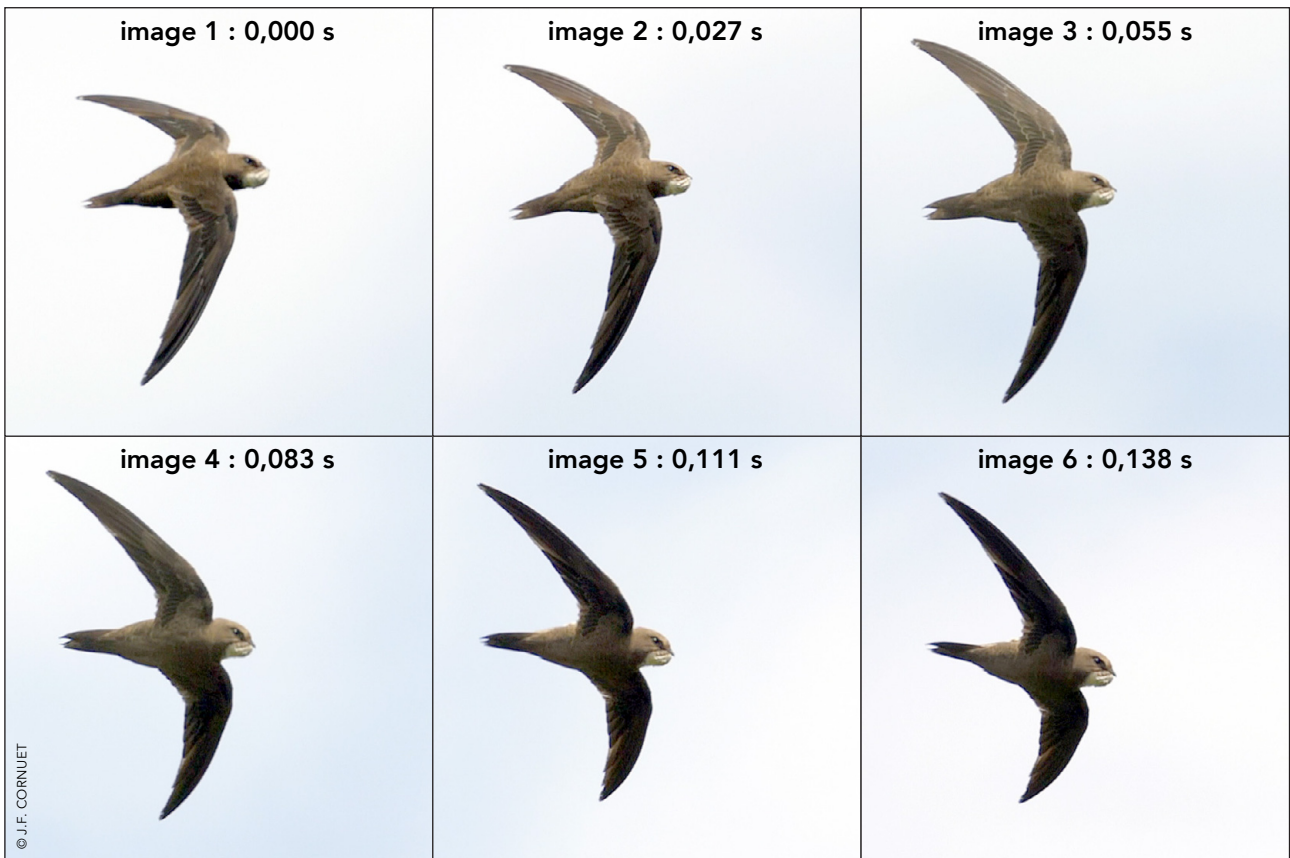 image 1 : 0,000 s
image 2 : 0,027 s
image 3 : 0,055 s
image 4 : 0,083 s
image 5 : 0,111 s
image 6 : 0,138 s
© J.F. CORNUET